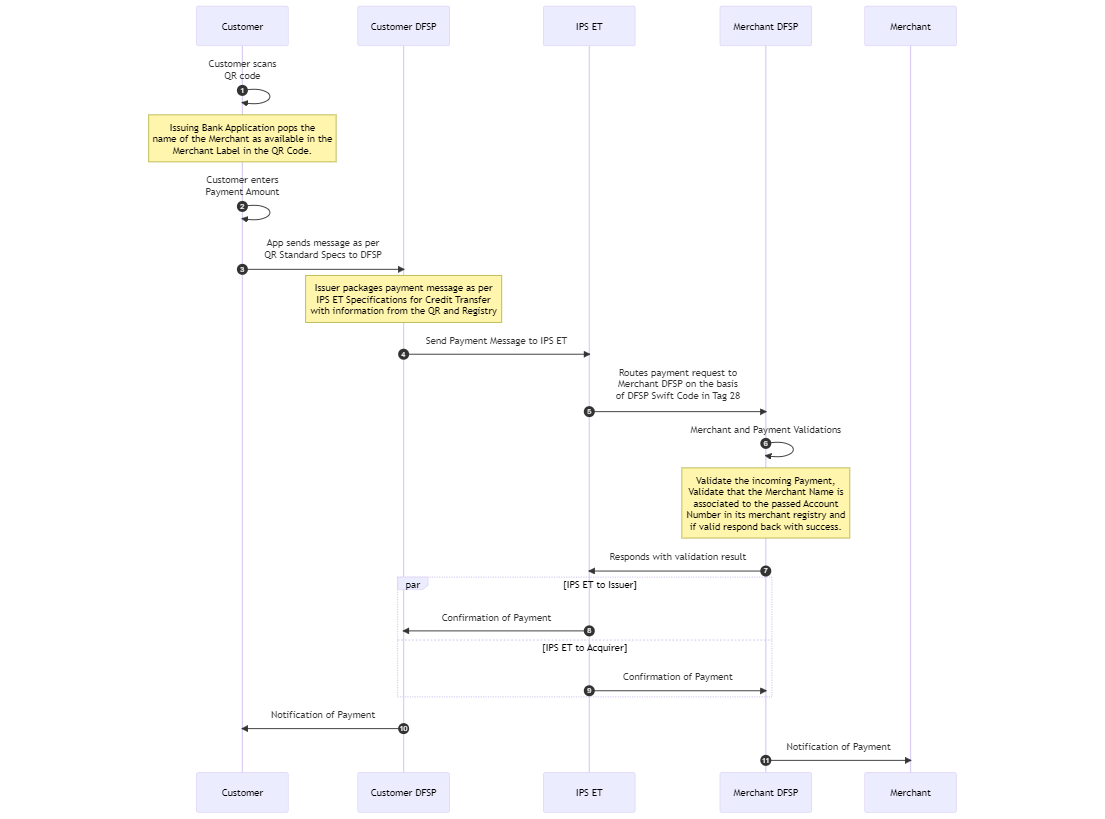 Customer
Customer DFSP
IPS ET
Merchant DFSP
Merchant
Customer scans
QR code
1
Issuing Bank Application pops the
name of the Merchant as available in the
Merchant Label in the QR Code.
Customer enters
Payment Amount
2
App sends message as per
QR Standard Specs to DFSP
3
Issuer packages payment message as per
IPS ET Specifications for Credit Transfer
with information from the QR and Registry
Send Payment Message to IPS ET
4
Routes payment request to
Merchant DFSP on the basis
of DFSP Swift Code in Tag 28
5
Merchant and Payment Validations
6
Validate the incoming Payment,
Validate that the Merchant Name is
associated to the passed Account
Number in its merchant registry and
if valid respond back with success.
Responds with validation result
7
par
[IPS ET to Issuer]
Confirmation of Payment
8
[IPS ET to Acquirer]
Confirmation of Payment
9
Notification of Payment
10
Notification of Payment
11
Customer
Customer DFSP
IPS ET
Merchant DFSP
Merchant